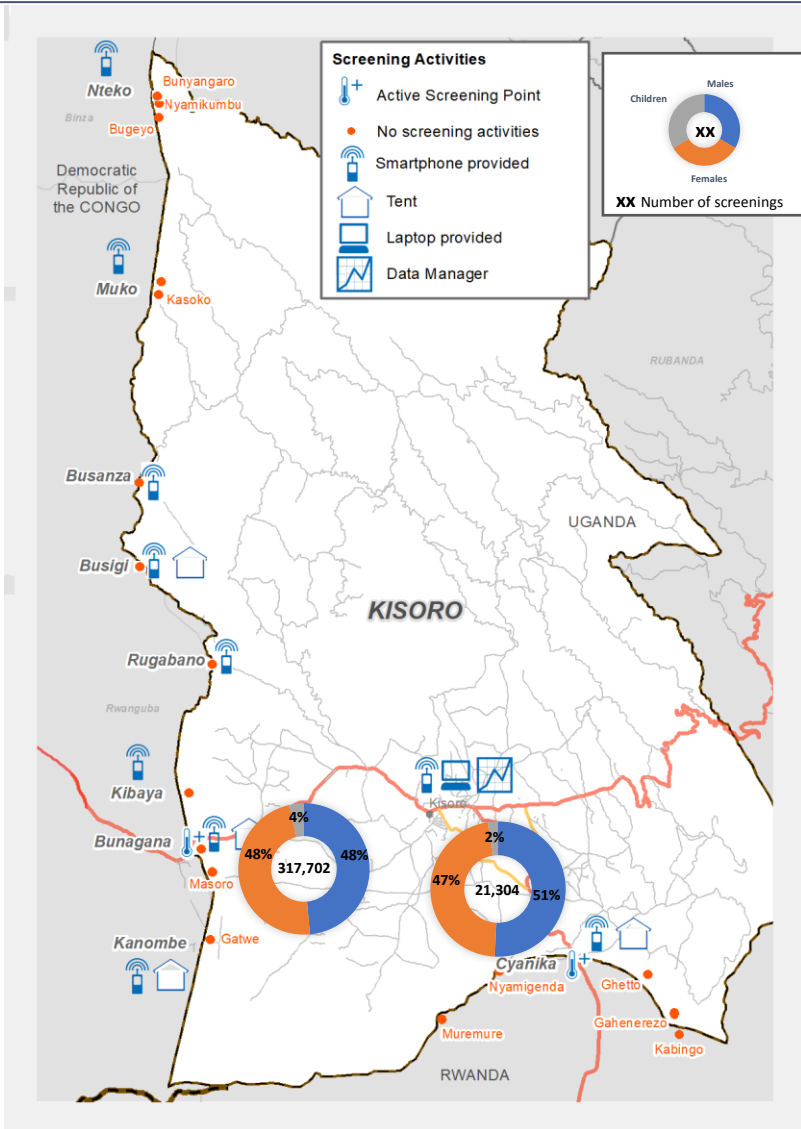 Screening Activities
Active Screening Point
No screening activities
Smartphone provided
Tent
Laptop provided
Data Manager
Children
Males
XX
Females
XX Number of screenings
Nteko
Bunyangaro
Nyamikumbu
Binza
Bugeyo
Democratic
Republic of
the CONGO
Muko
Kasoko
RUBANDA
Busanza
UGANDA
Busigi
KISORO
Rugabano
Rwanguba
Kibaya
Kisoro
Bunagana
4%
48%
317,702
48%
2%
47%
21,304
51%
Masoro
Kanombe
Gatwe
Cyanika
Nyamigenda
Ghetto
Gahenerezo
Muremure
Kabingo
RWANDA